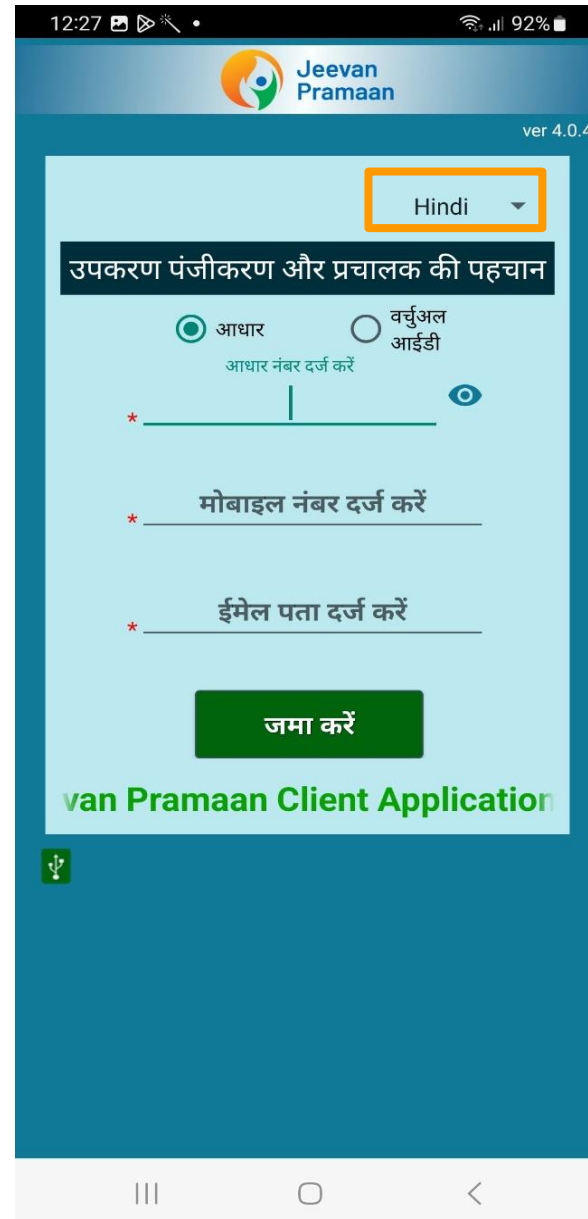 12:27
92%
Jeevan
Pramaan
ver 4.0.4
Hindi
उपकरण पंजीकरण और प्रचालक की पहचान
आधार
वर्चुअल
आईडी
आधार नंबर दर्ज करें
*
मोबाइल नंबर दर्ज करें
*
ईमेल पता दर्ज करें
*
जमा करें
van Pramaan Client Application